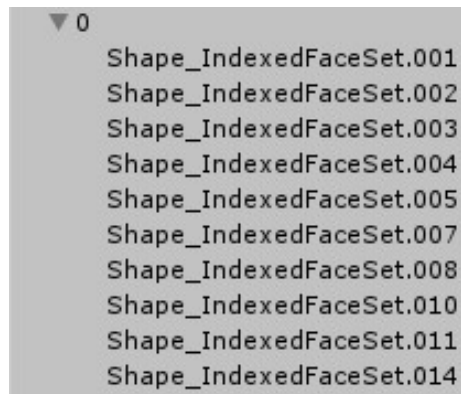 0
Shape_IndexedFaceSet.001
Shape_IndexedFaceSet.002
Shape_IndexedFaceSet.003
Shape_IndexedFaceSet.004
Shape_IndexedFaceSet.005
Shape_IndexedFaceSet.007
Shape_IndexedFaceSet.008
Shape_IndexedFaceSet.010
Shape_IndexedFaceSet.011
Shape_IndexedFaceSet.014